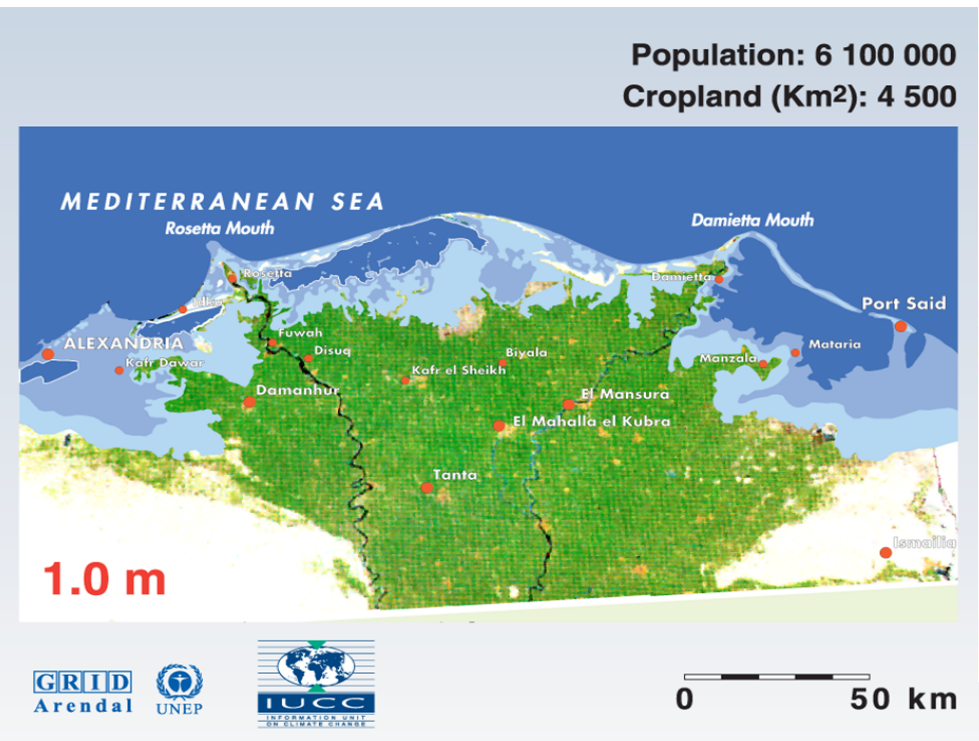 Population: 6 100 000
Cropland (Km²): 4 500
MEDITERRANEAN SEA
Rosetta Mouth
Damietta Mouth
Rosetta
Damietta
Port Said
Fuwah
ALEXANDRIA
Disuq
Biyala
Mataria
Kafr Dawar
Manzala
Kafr el Sheikh
Damanhur
El Mansura
El Mahalla el Kubra
Tanta
Ismailia
1.0 m
GRID
Arendal
UNEP
IUCC
INFORMATION UNIT
ON CLIMATE CHANGE
0 50 km